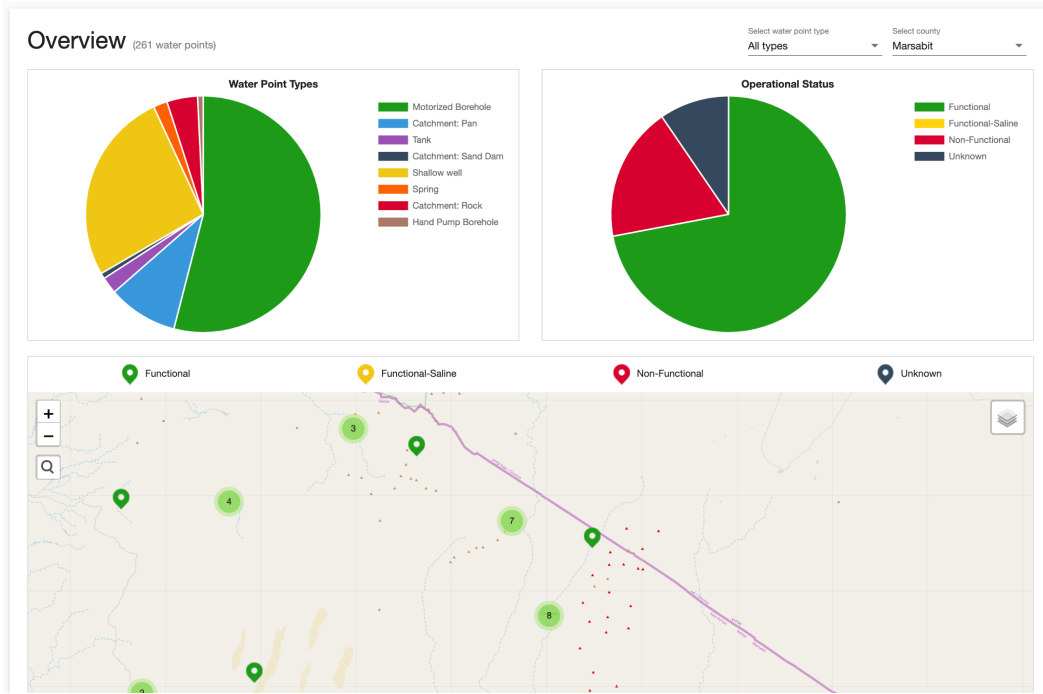 Overview (261 water points)
Select water point type
All types
Select county
Marsabit
Water Point Types
Motorized Borehole
Catchment: Pan
Tank
Catchment: Sand Dam
Shallow well
Spring
Catchment: Rock
Hand Pump Borehole
Operational Status
Functional
Functional-Saline
Non-Functional
Unknown
Functional
Functional-Saline
Non-Functional
Unknown
+
−
3
4
7
8
2